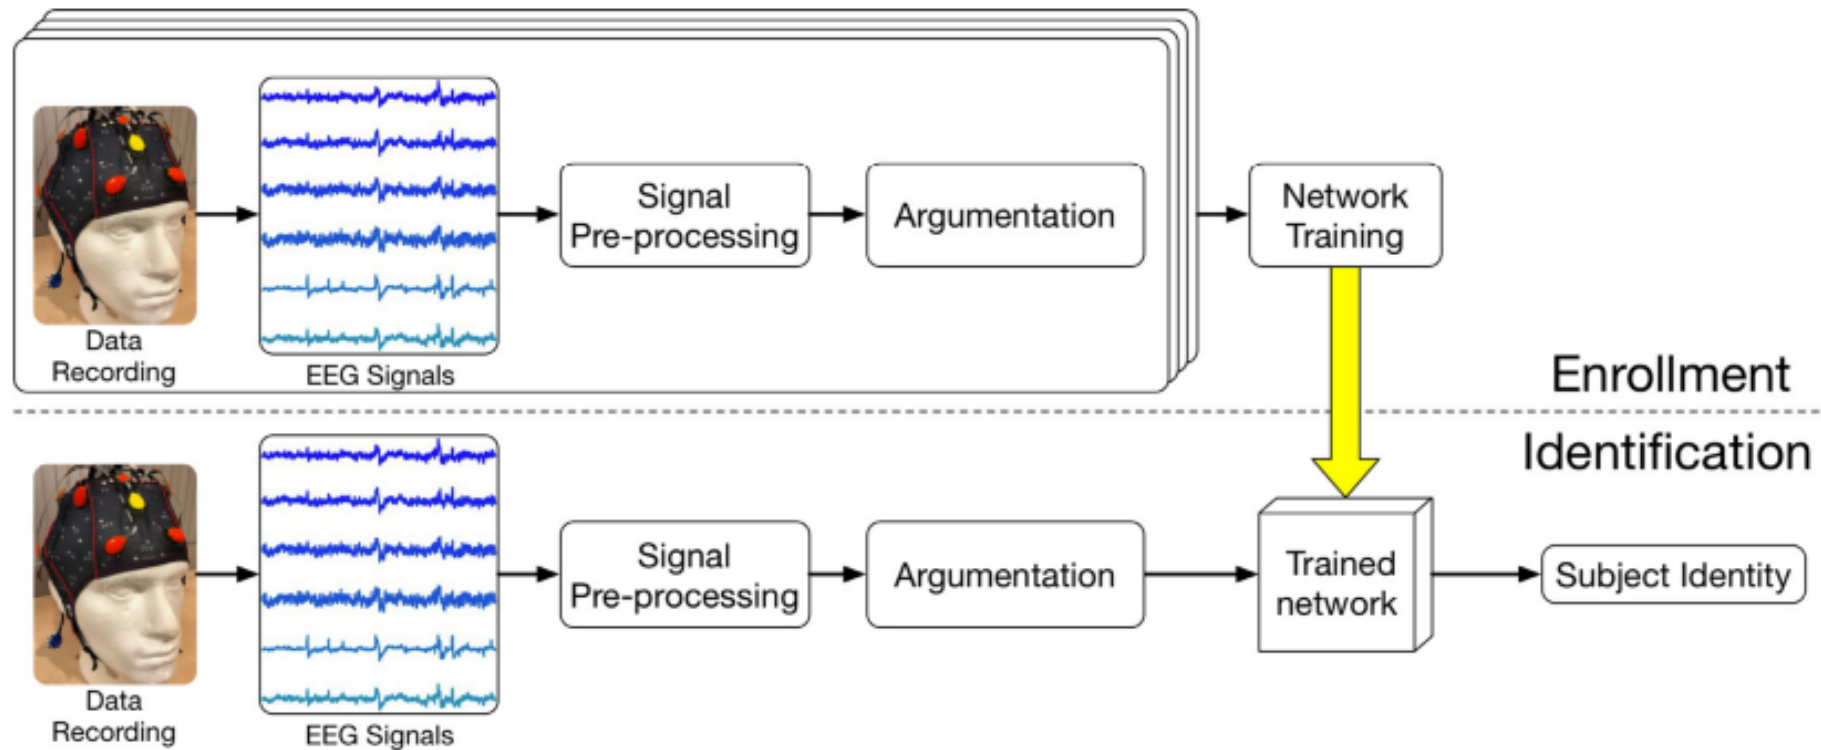 Data
Recording
EEG Signals
Signal
Pre-processing
Argumentation
Network
Training
Enrollment
Identification
Data
Recording
EEG Signals
Signal
Pre-processing
Argumentation
Trained
network
Subject Identity